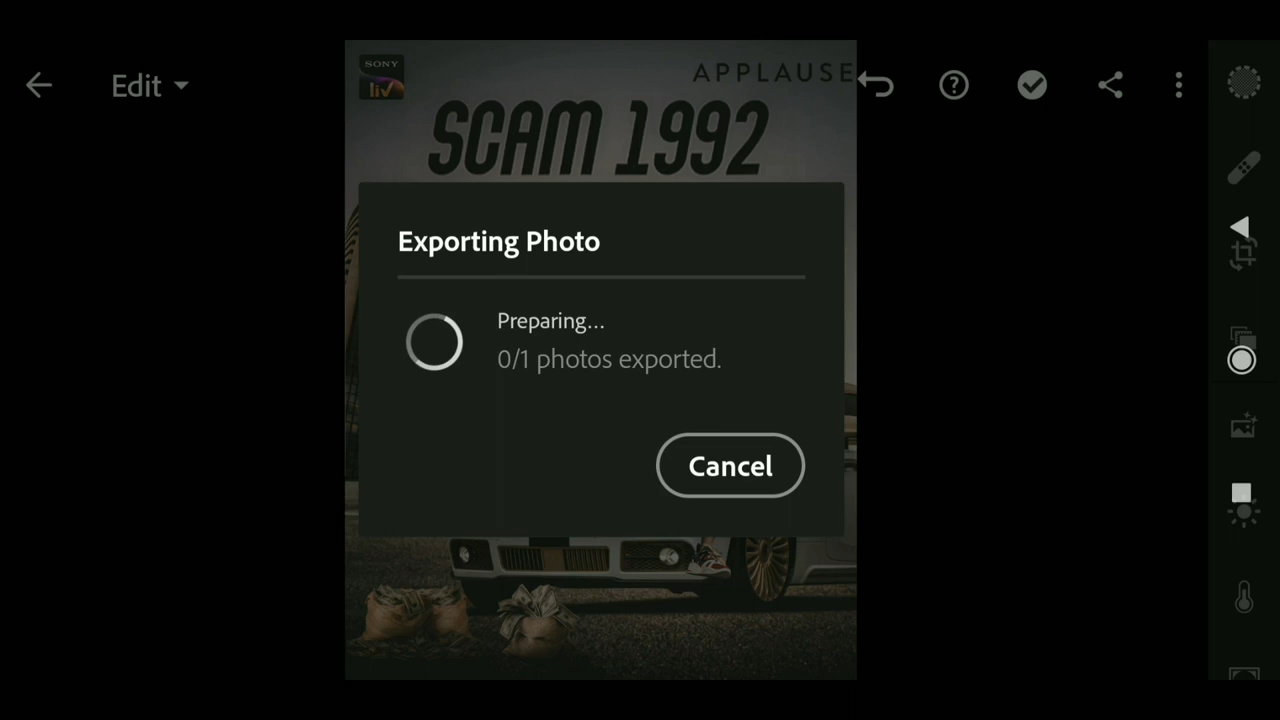 SONY
liv
APPLAUSE
Edit
SCAM 1992
Exporting Photo
Preparing...
0/1 photos exported.
Cancel